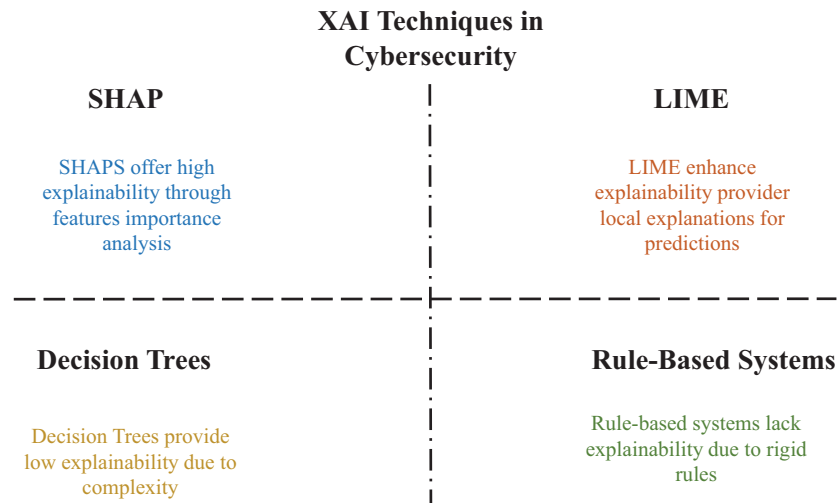 XAI Techniques in
Cybersecurity
SHAP
SHAPS offer high
explainability through
features importance
analysis
LIME
LIME enhance
explainability provider
local explanations for
predictions
Decision Trees
Decision Trees provide
low explainability due to
complexity
Rule-Based Systems
Rule-based systems lack
explainability due to rigid
rules